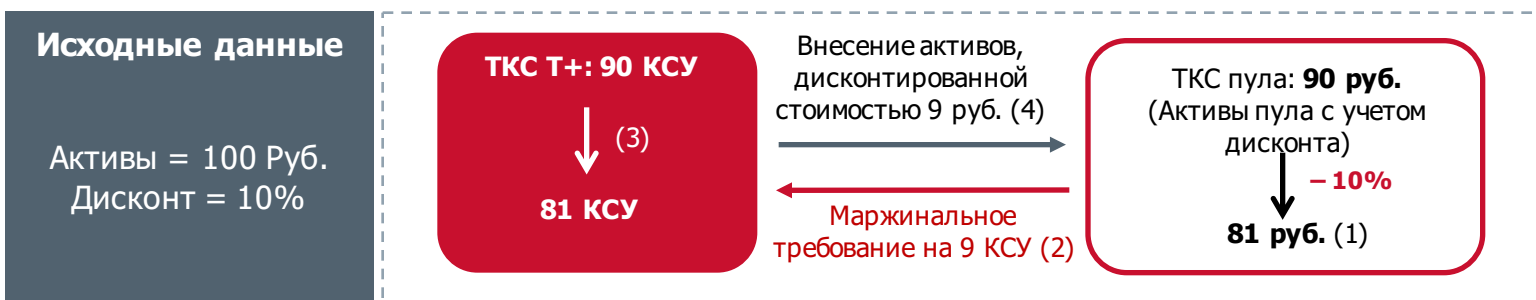 Исходные данные
Активы = 100 Руб.
Дисконт = 10%
ТКС Т+: 90 КСУ
(3)
81 КСУ
Внесение активов,
дисконтированной
стоимостью 9 руб. (4)
Маржинальное
требование на 9 КСУ (2)
ТКС пула: 90 руб.
(Активы пула с учетом
дисконта)
– 10%
81 руб. (1)